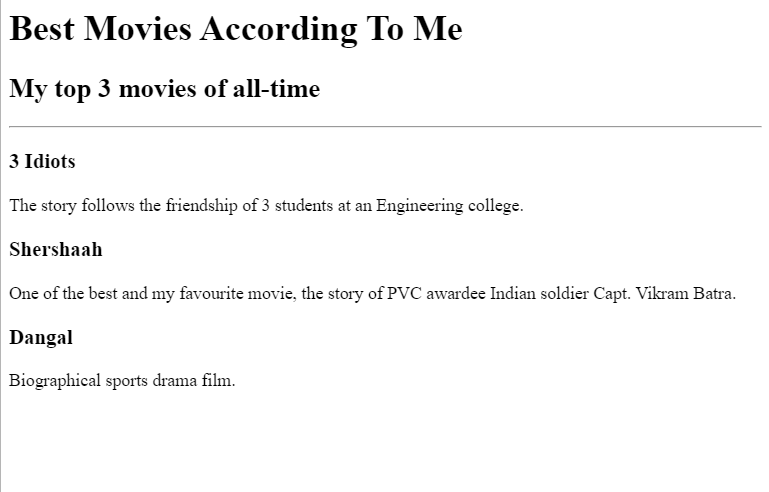 Best Movies According To Me
My top 3 movies of all-time
3 Idiots
The story follows the friendship of 3 students at an Engineering college.
Shershaah
One of the best and my favourite movie, the story of PVC awardee Indian soldier Capt. Vikram Batra.
Dangal
Biographical sports drama film.